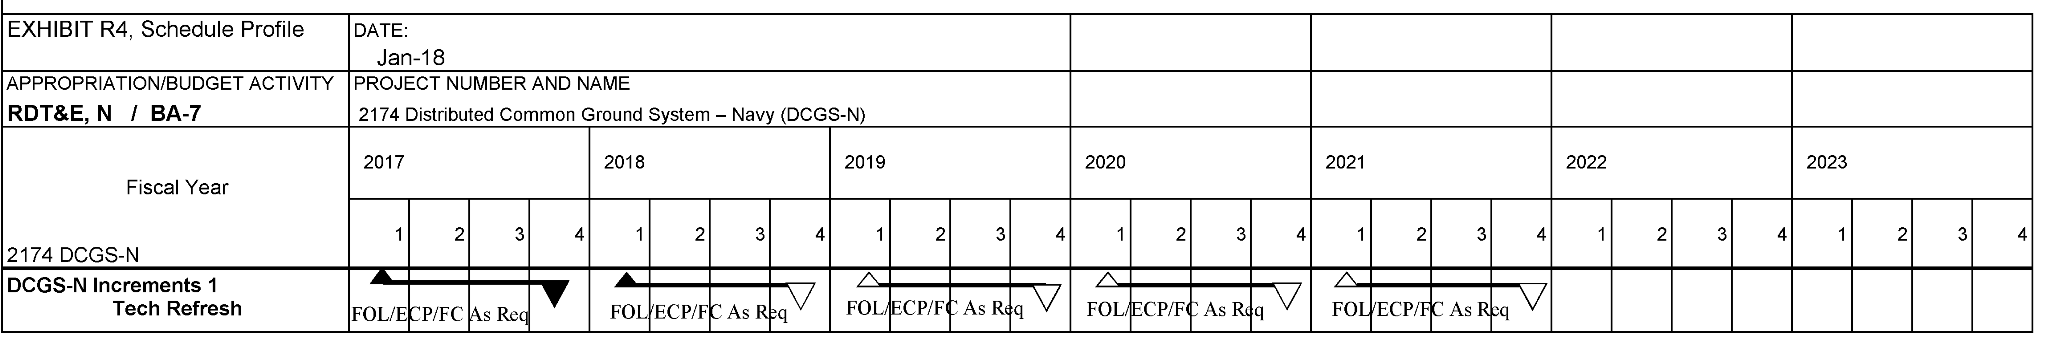 EXHIBIT R4, Schedule Profile
DATE:
Jan-18
APPROPRIATION/BUDGET ACTIVITY
PROJECT NUMBER AND NAME
RDT&E, N / BA-7
2174 Distributed Common Ground System – Navy (DCGS-N)
Fiscal Year
2017 2018 2019 2020 2021 2022 2023
2174 DCGS-N
1 2 3 4 1 2 3 4 1 2 3 4 1 2 3 4 1 2 3 4 1 2 3 4 1 2 3 4
DCGS-N Increments 1
Tech Refresh
FOL/ECP/FC As Req
FOL/ECP/FC As Req
FOL/ECP/FC As Req
FOL/ECP/FC As Req
FOL/ECP/FC As Req